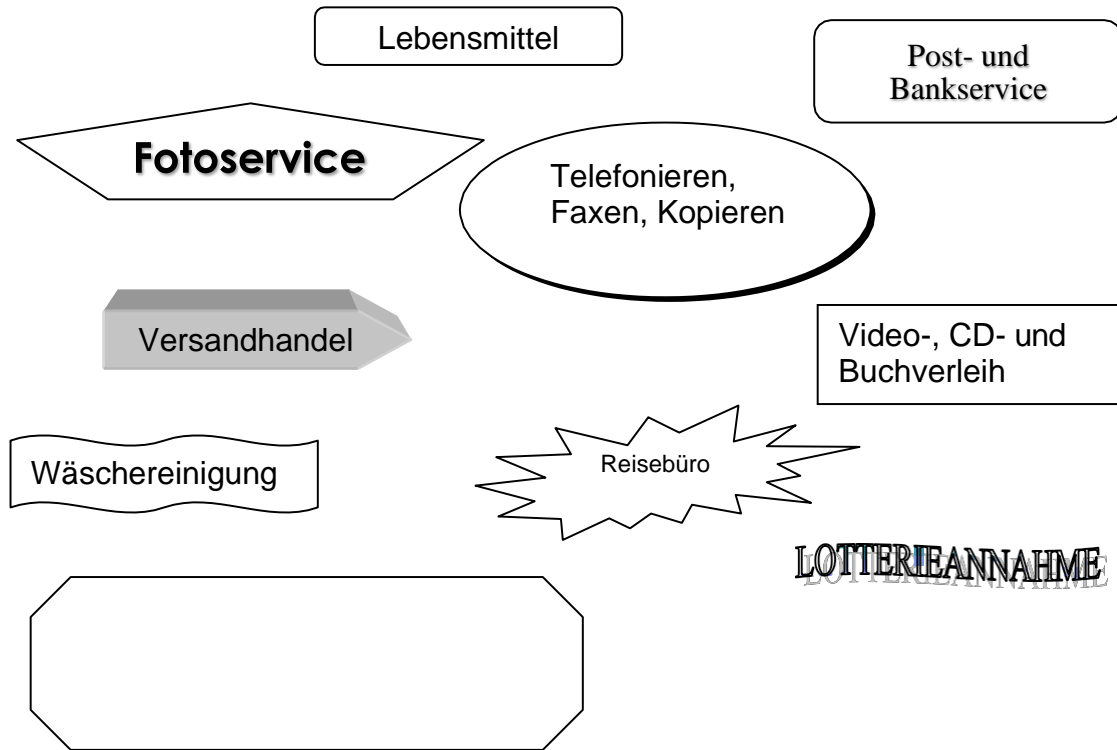 Lebensmittel
Post- und
Bankservice
Fotoservice
Telefonieren,
Faxen, Kopieren
Versandhandel
Video-, CD- und
Buchverleih
Wäschereinigung
Reisebüro
LOTTERIEANNAHME